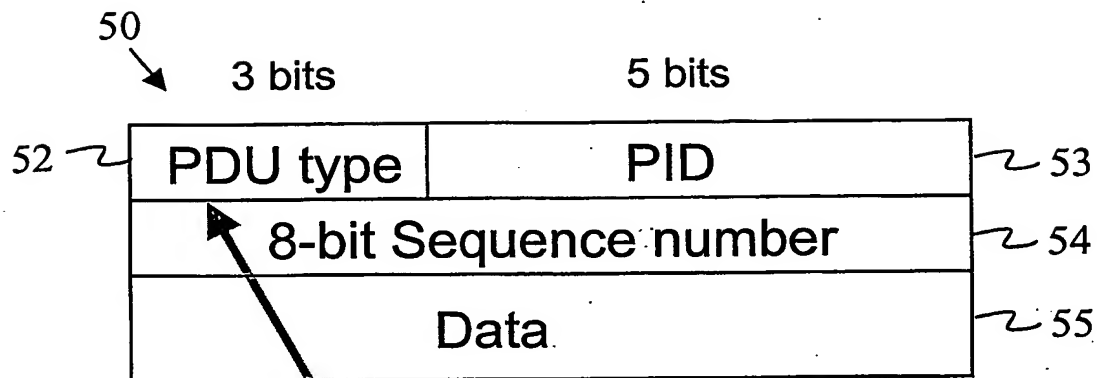 50
3 bits 5 bits
52 PDU type PID 53
8-bit Sequence number 54
Data 55